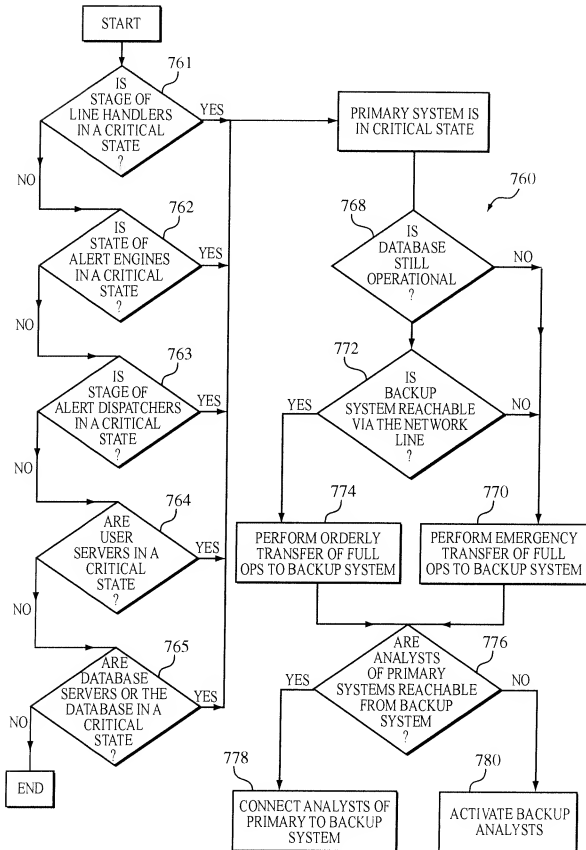 START
761
IS
STAGE OF
LINE HANDLERS
IN A CRITICAL
STATE
?
YES
NO
762
IS
STATE OF
ALERT ENGINES
IN A CRITICAL
STATE
?
YES
NO
763
IS
STAGE OF
ALERT DISPATCHERS
IN A CRITICAL
STATE
?
YES
NO
764
ARE
USER
SERVERS IN A
CRITICAL
STATE
?
YES
NO
765
ARE
DATABASE
SERVERS OR THE
DATABASE IN A
CRITICAL
STATE
?
YES
NO
END
PRIMARY SYSTEM IS
IN CRITICAL STATE
760
768
IS
DATABASE
STILL
OPERATIONAL
?
NO
772
IS
BACKUP
SYSTEM REACHABLE
VIA THE NETWORK
LINE
?
YES
NO
774
PERFORM ORDERLY
TRANSFER OF FULL
OPS TO BACKUP SYSTEM
770
PERFORM EMERGENCY
TRANSFER OF FULL
OPS TO BACKUP SYSTEM
776
ARE
ANALYSTS
OF PRIMARY
SYSTEMS REACHABLE
FROM BACKUP
SYSTEM
?
YES
NO
778
CONNECT ANALYSTS OF
PRIMARY TO BACKUP
SYSTEM
780
ACTIVATE BACKUP
ANALYSTS